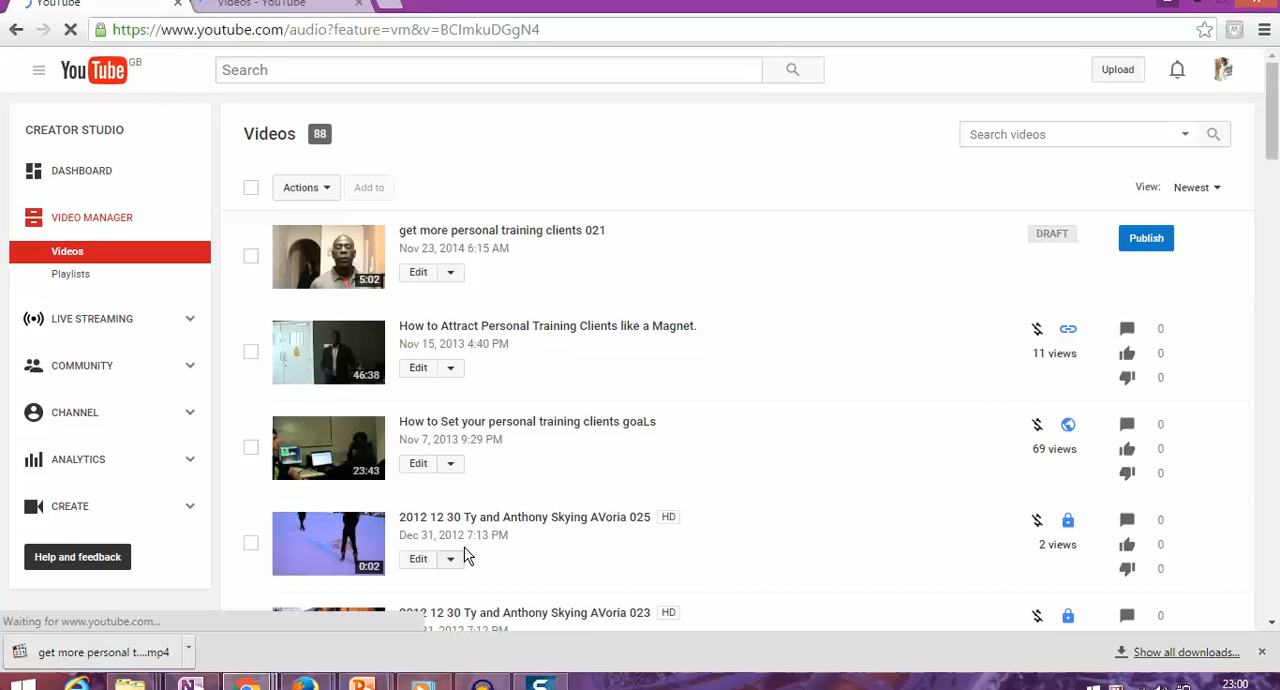 YouTube
Videos - YouTube
https://www.youtube.com/audio?feature=vm&v=BCImkuDGgN4
YouTube GB
Search
Upload
CREATOR STUDIO
DASHBOARD
VIDEO MANAGER
Videos
Playlists
LIVE STREAMING
COMMUNITY
CHANNEL
ANALYTICS
CREATE
Help and feedback
Videos 88
Search videos
Actions
Add to
View: Newest
get more personal training clients 021
Nov 23, 2014 6:15 AM
Edit
5:02
DRAFT
Publish
How to Attract Personal Training Clients like a Magnet.
Nov 15, 2013 4:40 PM
Edit
46:38
11 views
0
0
0
How to Set your personal training clients goaLs
Nov 7, 2013 9:29 PM
Edit
23:43
69 views
0
0
0
2012 12 30 Ty and Anthony Skying AVoria 025 HD
Dec 31, 2012 7:13 PM
Edit
0:02
2 views
0
0
0
2012 12 30 Ty and Anthony Skying AVoria 023 HD
0
Waiting for www.youtube.com...
get more personal t....mp4
Show all downloads...
23:00